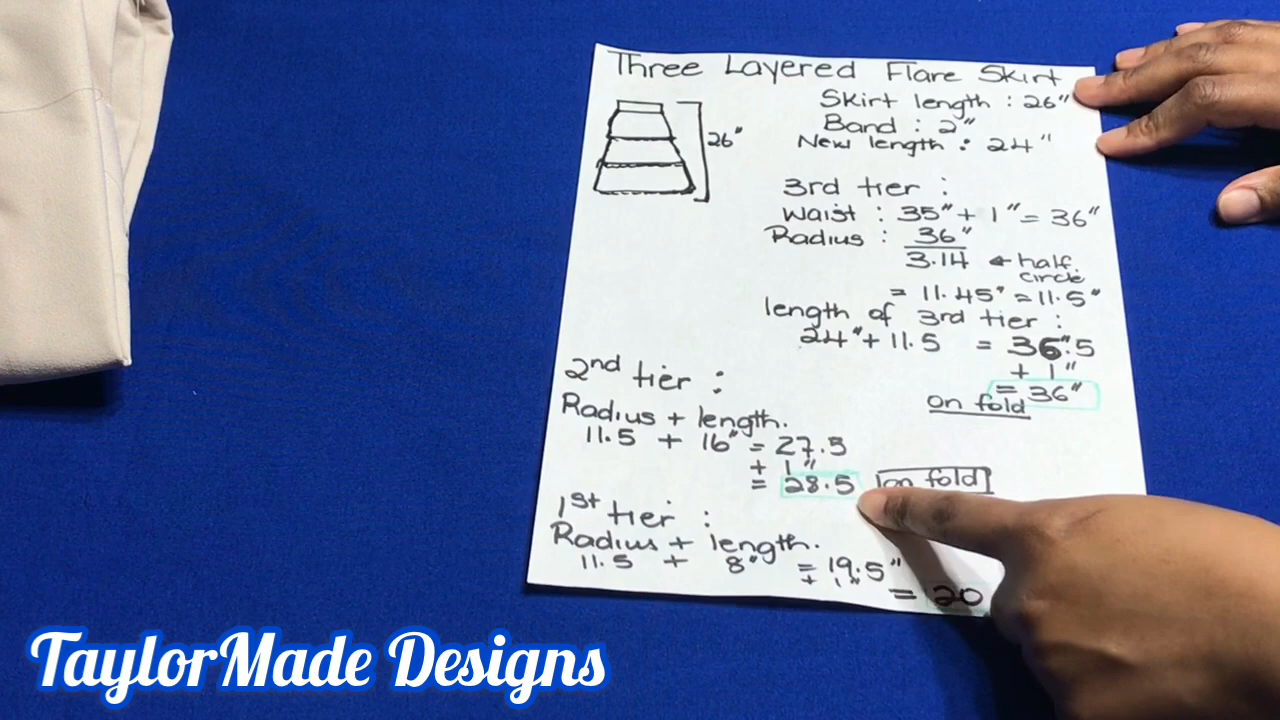 Three Layered Flare Skirt
Skirt length : 26"
Band : 2"
New length : 24"
26"
3rd tier :
Waist : 35" + 1" = 36"
Radius : 36"
3.14 ← half circle
= 11.45" = 11.5"
length of 3rd tier :
24" + 11.5 = 36".5
+ 1"
= 36"
on fold
2nd tier :
Radius + length.
11.5 + 16" = 27.5
+ 1"
= 28.5 on fold
1st tier :
Radius + length.
11.5 + 8" = 19.5"
+ 1"
= 20
TaylorMade Designs